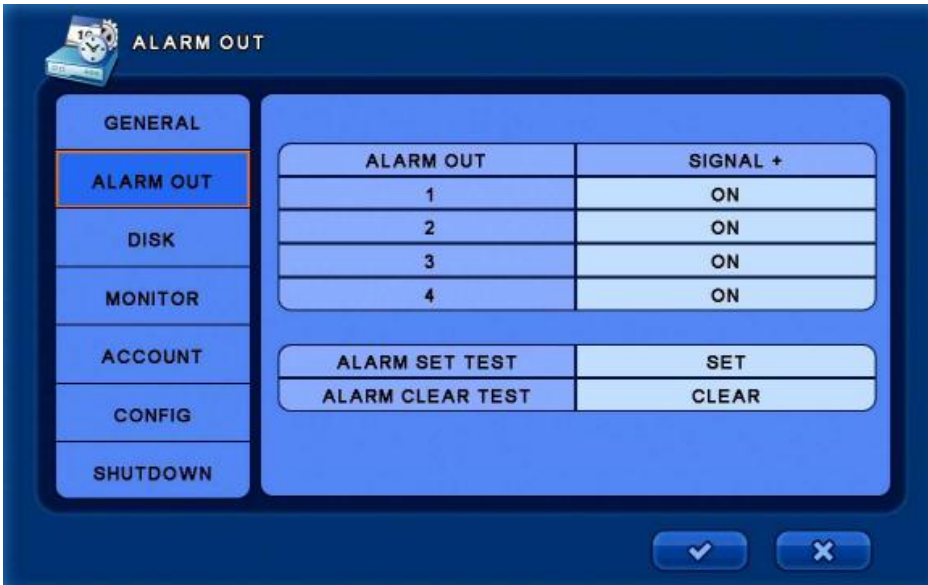 ALARM OUT
GENERAL
ALARM OUT
DISK
MONITOR
ACCOUNT
CONFIG
SHUTDOWN
ALARM OUT SIGNAL +
1 ON
2 ON
3 ON
4 ON
ALARM SET TEST SET
ALARM CLEAR TEST CLEAR